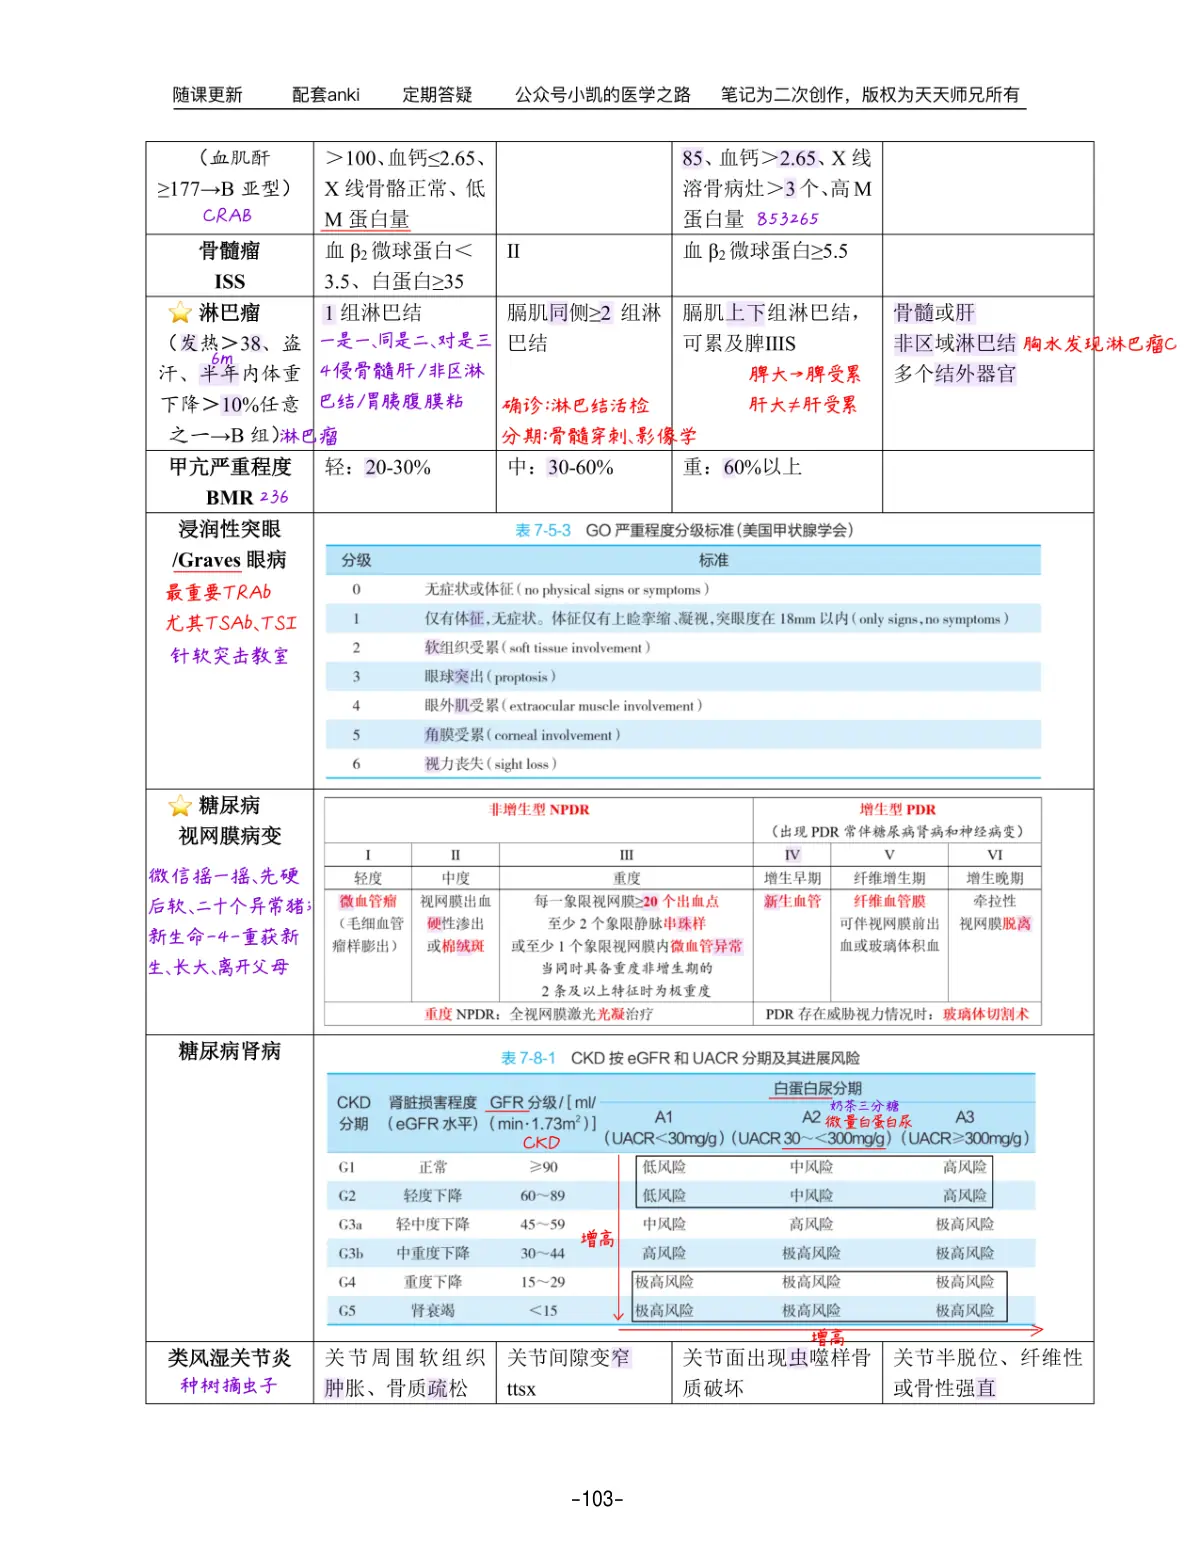 随课更新 配套anki 定期答疑 公众号小凯的医学之路 笔记为二次创作，版权为天天师兄所有
（血肌酐
≥177→B 亚型）
CRAB
＞100、血钙≤2.65、
X 线骨骼正常、低
M 蛋白量
85、血钙＞2.65、X 线
溶骨病灶＞3 个、高 M
蛋白量 853265
骨髓瘤
ISS
血 β₂ 微球蛋白＜
3.5、白蛋白≥35
II
血 β₂ 微球蛋白≥5.5
⭐ 淋巴瘤
（发热＞38、盗
6m
汗、半年内体重
下降＞10%任意
之一→B 组）淋巴瘤
1 组淋巴结
一是一、同是二、对是三
4侵骨髓肝/非区淋
巴结/胃胰腹膜粘
膈肌同侧≥2 组淋
巴结
确诊:淋巴结活检
分期:骨髓穿刺、影像学
膈肌上下组淋巴结，
可累及脾IIIS
脾大→脾受累
肝大≠肝受累
骨髓或肝
非区域淋巴结 胸水发现淋巴瘤C
多个结外器官
甲亢严重程度
BMR 236
轻：20-30%
中：30-60%
重：60%以上
浸润性突眼
/Graves 眼病
最重要TRAb
尤其TSAb、TSI
针软突击教室
表 7-5-3 GO 严重程度分级标准（美国甲状腺学会）
分级 标准
0 无症状或体征（no physical signs or symptoms）
1 仅有体征，无症状。体征仅有上睑挛缩、凝视，突眼度在 18mm 以内（only signs, no symptoms）
2 软组织受累（soft tissue involvement）
3 眼球突出（proptosis）
4 眼外肌受累（extraocular muscle involvement）
5 角膜受累（corneal involvement）
6 视力丧失（sight loss）
⭐ 糖尿病
视网膜病变
微信摇一摇、先硬
后软、二十个异常猪;
新生命-4-重获新
生、长大、离开父母
非增生型 NPDR
增生型 PDR
（出现 PDR 常伴糖尿病肾病和神经病变）
I II III IV V VI
轻度 中度 重度 增生早期 纤维增生期 增生晚期
微血管瘤
（毛细血管
瘤样膨出）
视网膜出血
硬性渗出
或棉绒斑
每一象限视网膜≥20 个出血点
至少 2 个象限静脉串珠样
或至少 1 个象限视网膜内微血管异常
当同时具备重度非增生期的
2 条及以上特征时为极重度
新生血管
纤维血管膜
可伴视网膜前出
血或玻璃体积血
牵拉性
视网膜脱离
重度 NPDR：全视网膜激光光凝治疗
PDR 存在威胁视力情况时：玻璃体切割术
糖尿病肾病
表 7-8-1 CKD 按 eGFR 和 UACR 分期及其进展风险
CKD
分期
肾脏损害程度
（eGFR 水平）
GFR 分级/[ml/
（min·1.73m²）]
CKD
白蛋白尿分期
奶茶三分糖
微量白蛋白尿
A1 A2 A3
（UACR＜30mg/g）（UACR 30～＜300mg/g）（UACR≥300mg/g）
G1 正常 ≥90 低风险 中风险 高风险
G2 轻度下降 60～89 低风险 中风险 高风险
G3a 轻中度下降 45～59 中风险 高风险 极高风险
增高
G3b 中重度下降 30～44 高风险 极高风险 极高风险
G4 重度下降 15～29 极高风险 极高风险 极高风险
G5 肾衰竭 ＜15 极高风险 极高风险 极高风险
增高
类风湿关节炎
种树摘虫子
关节周围软组织
肿胀、骨质疏松
关节间隙变窄
ttsx
关节面出现虫噬样骨
质破坏
关节半脱位、纤维性
或骨性强直
-103-